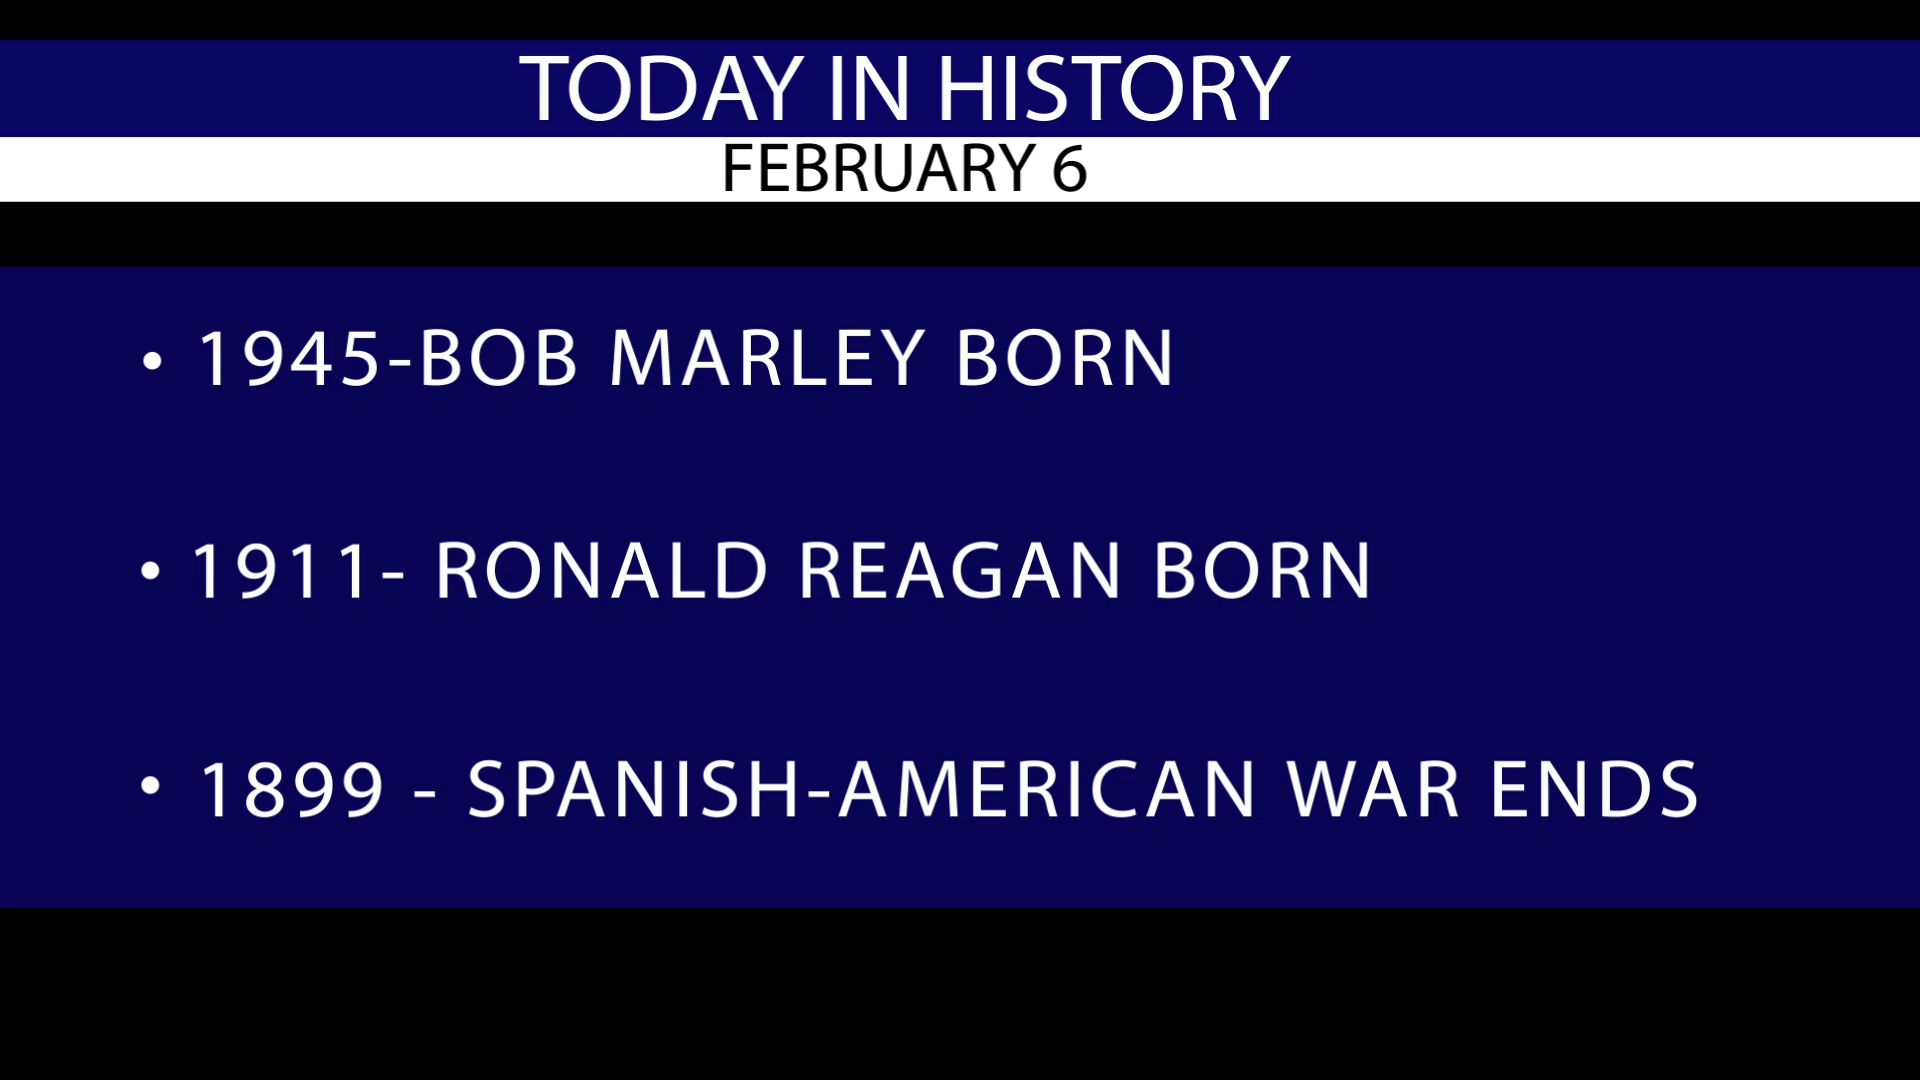 TODAY IN HISTORY
FEBRUARY 6
• 1945-BOB MARLEY BORN
• 1911- RONALD REAGAN BORN
• 1899 - SPANISH-AMERICAN WAR ENDS